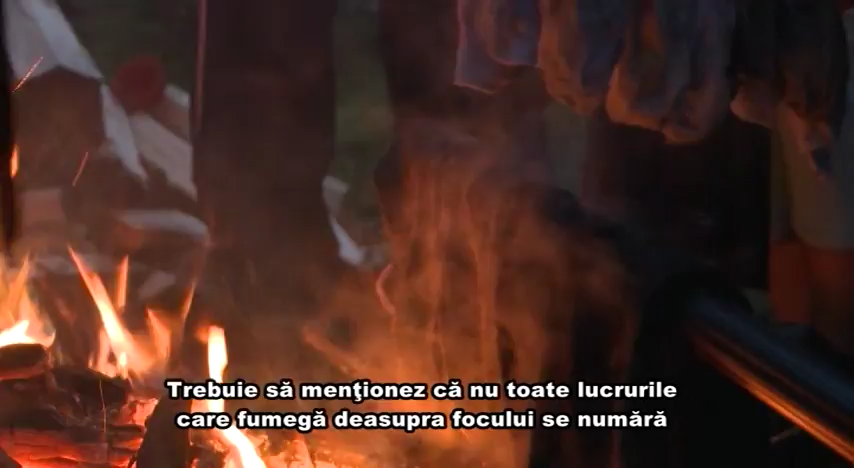 Trebuie să menţionez că nu toate lucrurile
care fumegă deasupra focului se numără